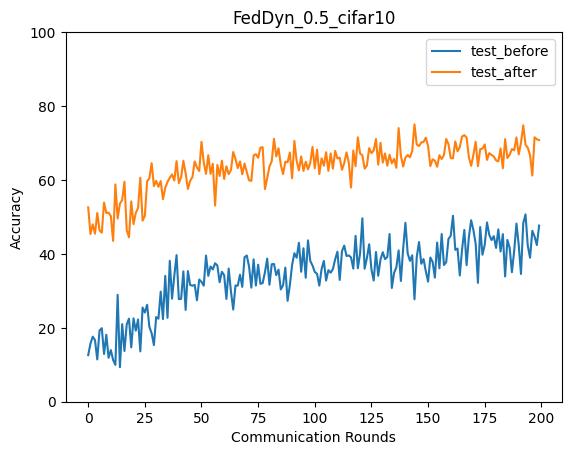 FedDyn_0.5_cifar10
test_before
test_after
100
80
60
40
20
0
Accuracy
0 25 50 75 100 125 150 175 200
Communication Rounds